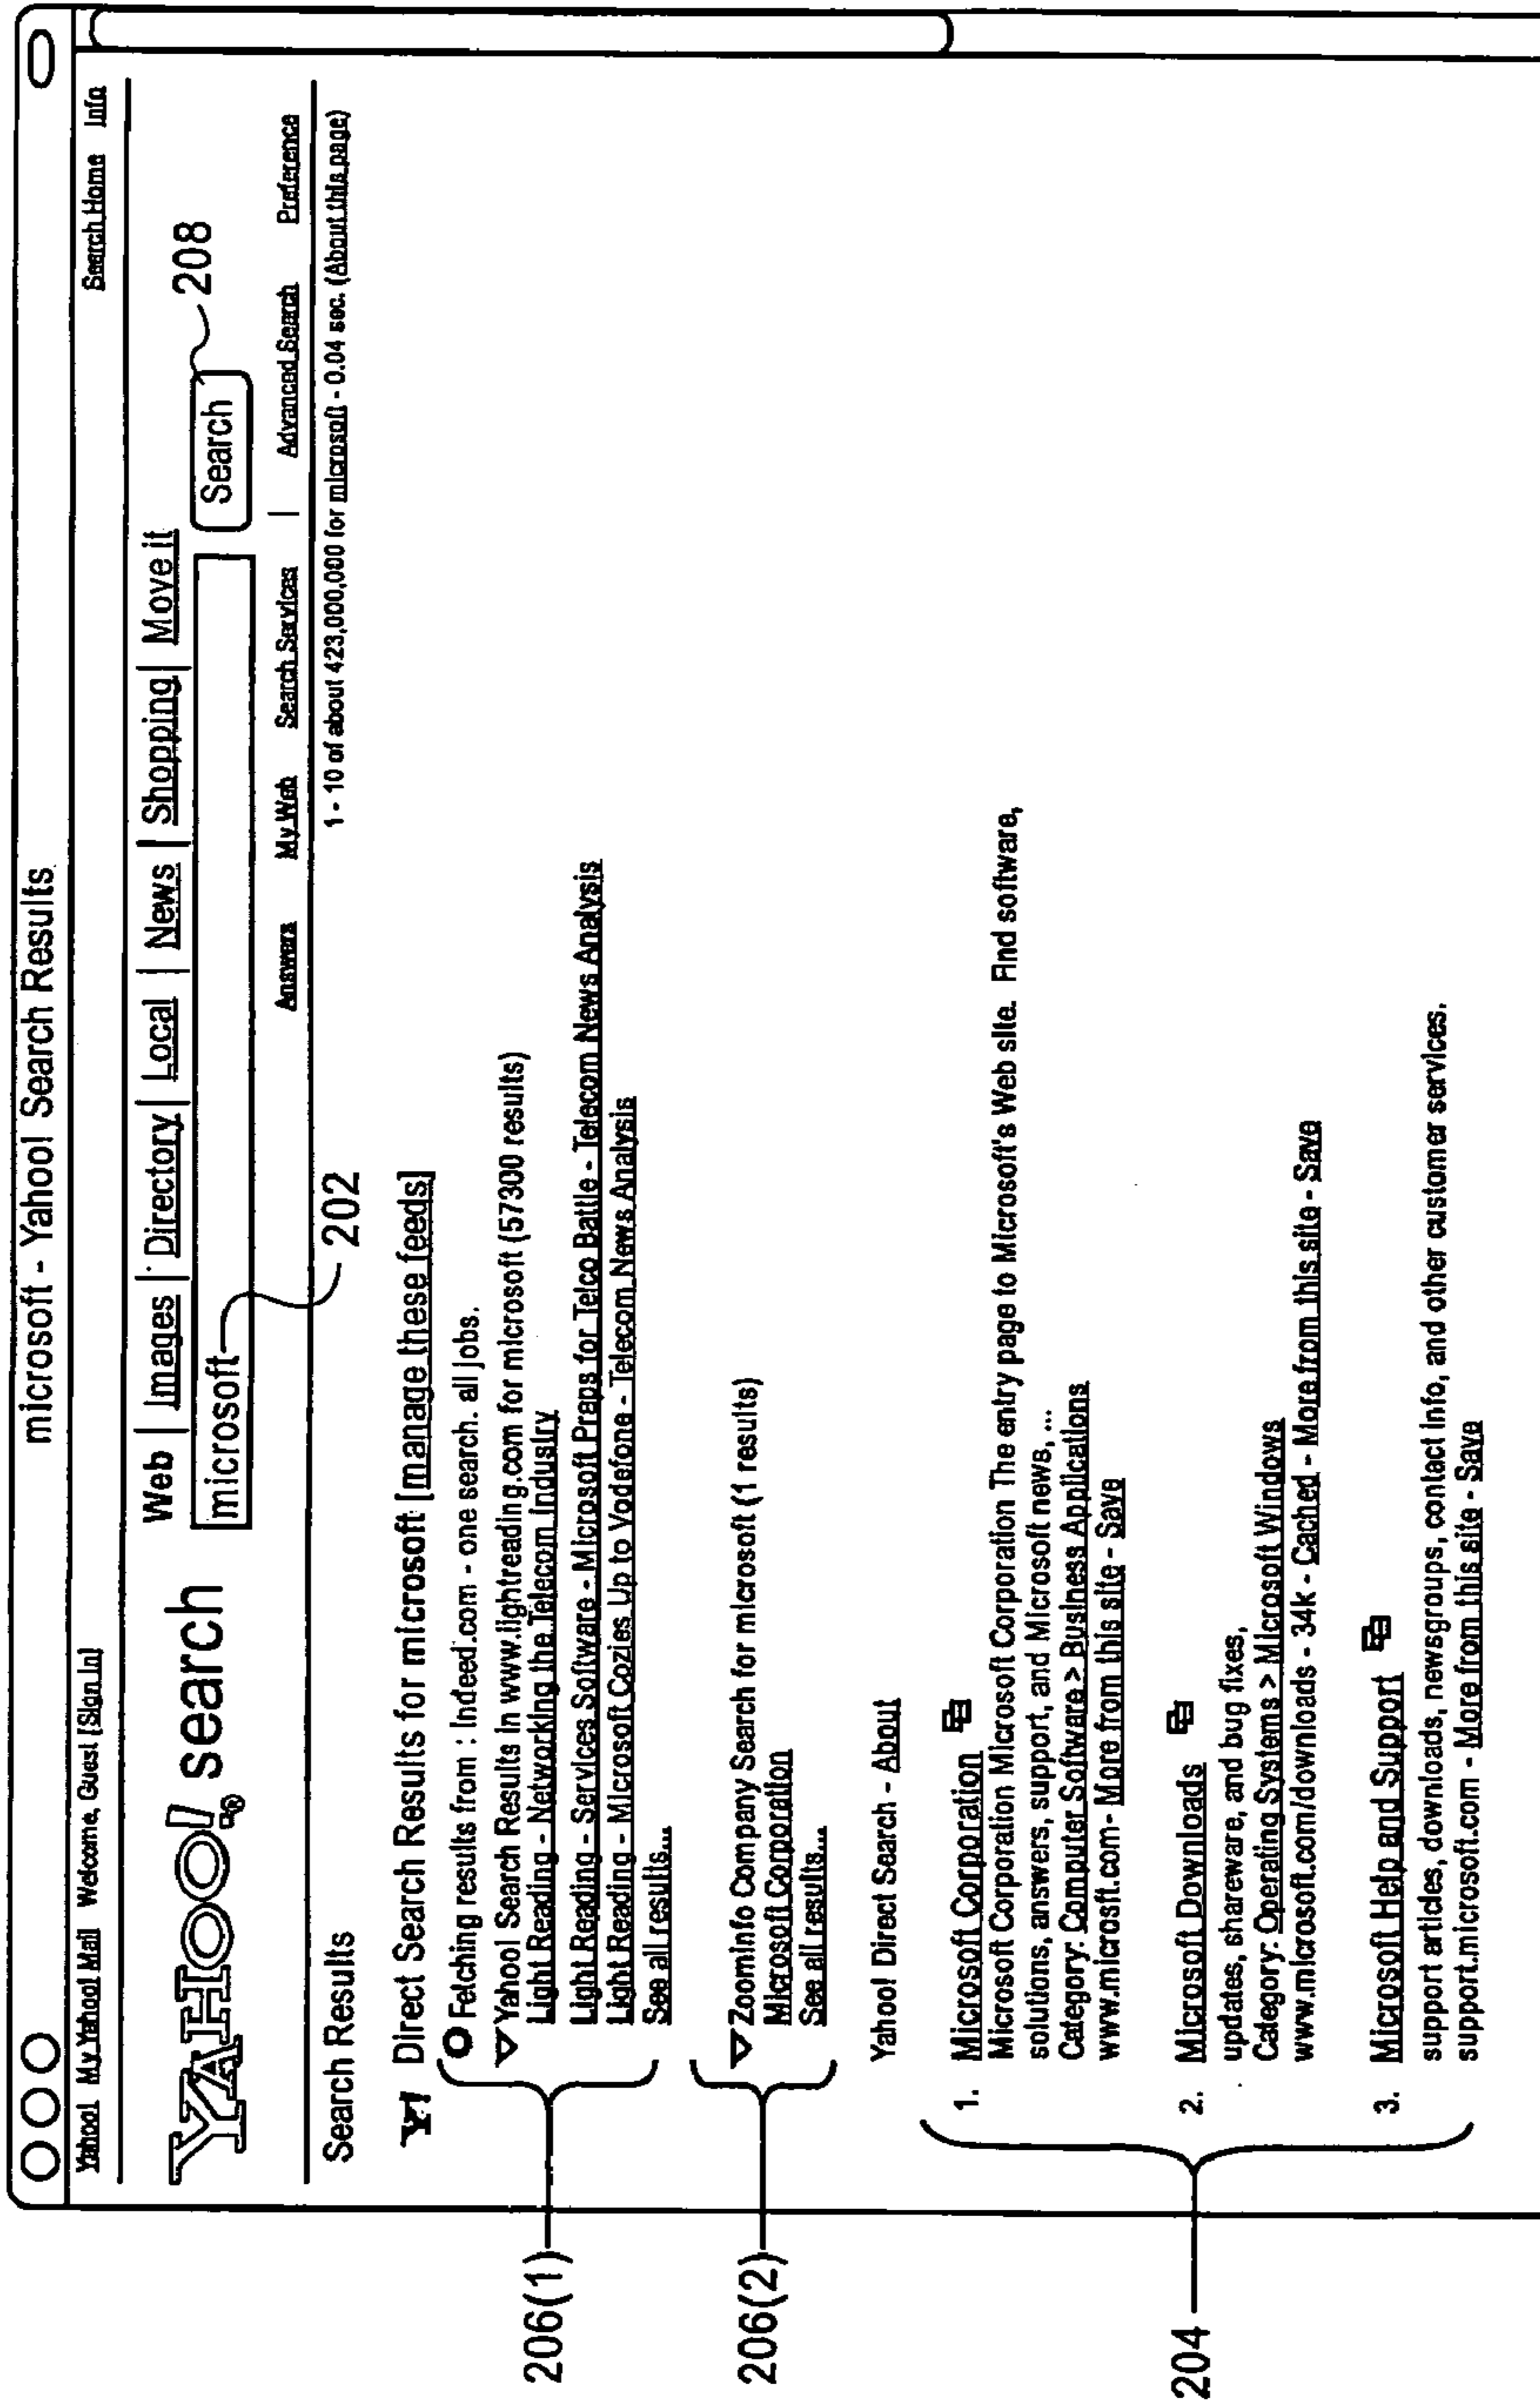 microsoft - Yahoo! Search Results
Yahoo! My Yahoo! Mail Welcome, Guest [Sign In] Search Home Info
YAHOO!® search
Web | Images | Directory | Local | News | Shopping | Move it
microsoft Search 208
Answers My Web Search Services | Advanced Search Preference
Search Results 202 1 - 10 of about 423,000,000 for microsoft - 0.04 sec. (About this page)
Y! Direct Search Results for microsoft [manage these feeds]
Fetching results from : Indeed.com - one search. all jobs.
206(1)
Yahoo! Search Results in www.lightreading.com for microsoft (57300 results)
Light Reading - Networking the Telecom Industry
Light Reading - Services Software - Microsoft Preps for Telco Battle - Telecom News Analysis
Light Reading - Microsoft Cozies Up to Vodefone - Telecom News Analysis
See all results...
206(2)
ZoomInfo Company Search for microsoft (1 results)
Microsoft Corporation
See all results...
Yahoo! Direct Search - About
204
1. Microsoft Corporation
Microsoft Corporation Microsoft Corporation The entry page to Microsoft's Web site. Find software,
solutions, answers, support, and Microsoft news, ...
Category: Computer Software > Business Applications
www.microsft.com- More from this site - Save
2. Microsoft Downloads
updates, shareware, and bug fixes,
Category: Operating Systems > Microsoft Windows
www.microsoft.com/downloads - 34k - Cached - More from this site - Save
3. Microsoft Help and Support
support articles, downloads, newsgroups, contact info, and other customer services.
support.microsoft.com - More from this site - Save